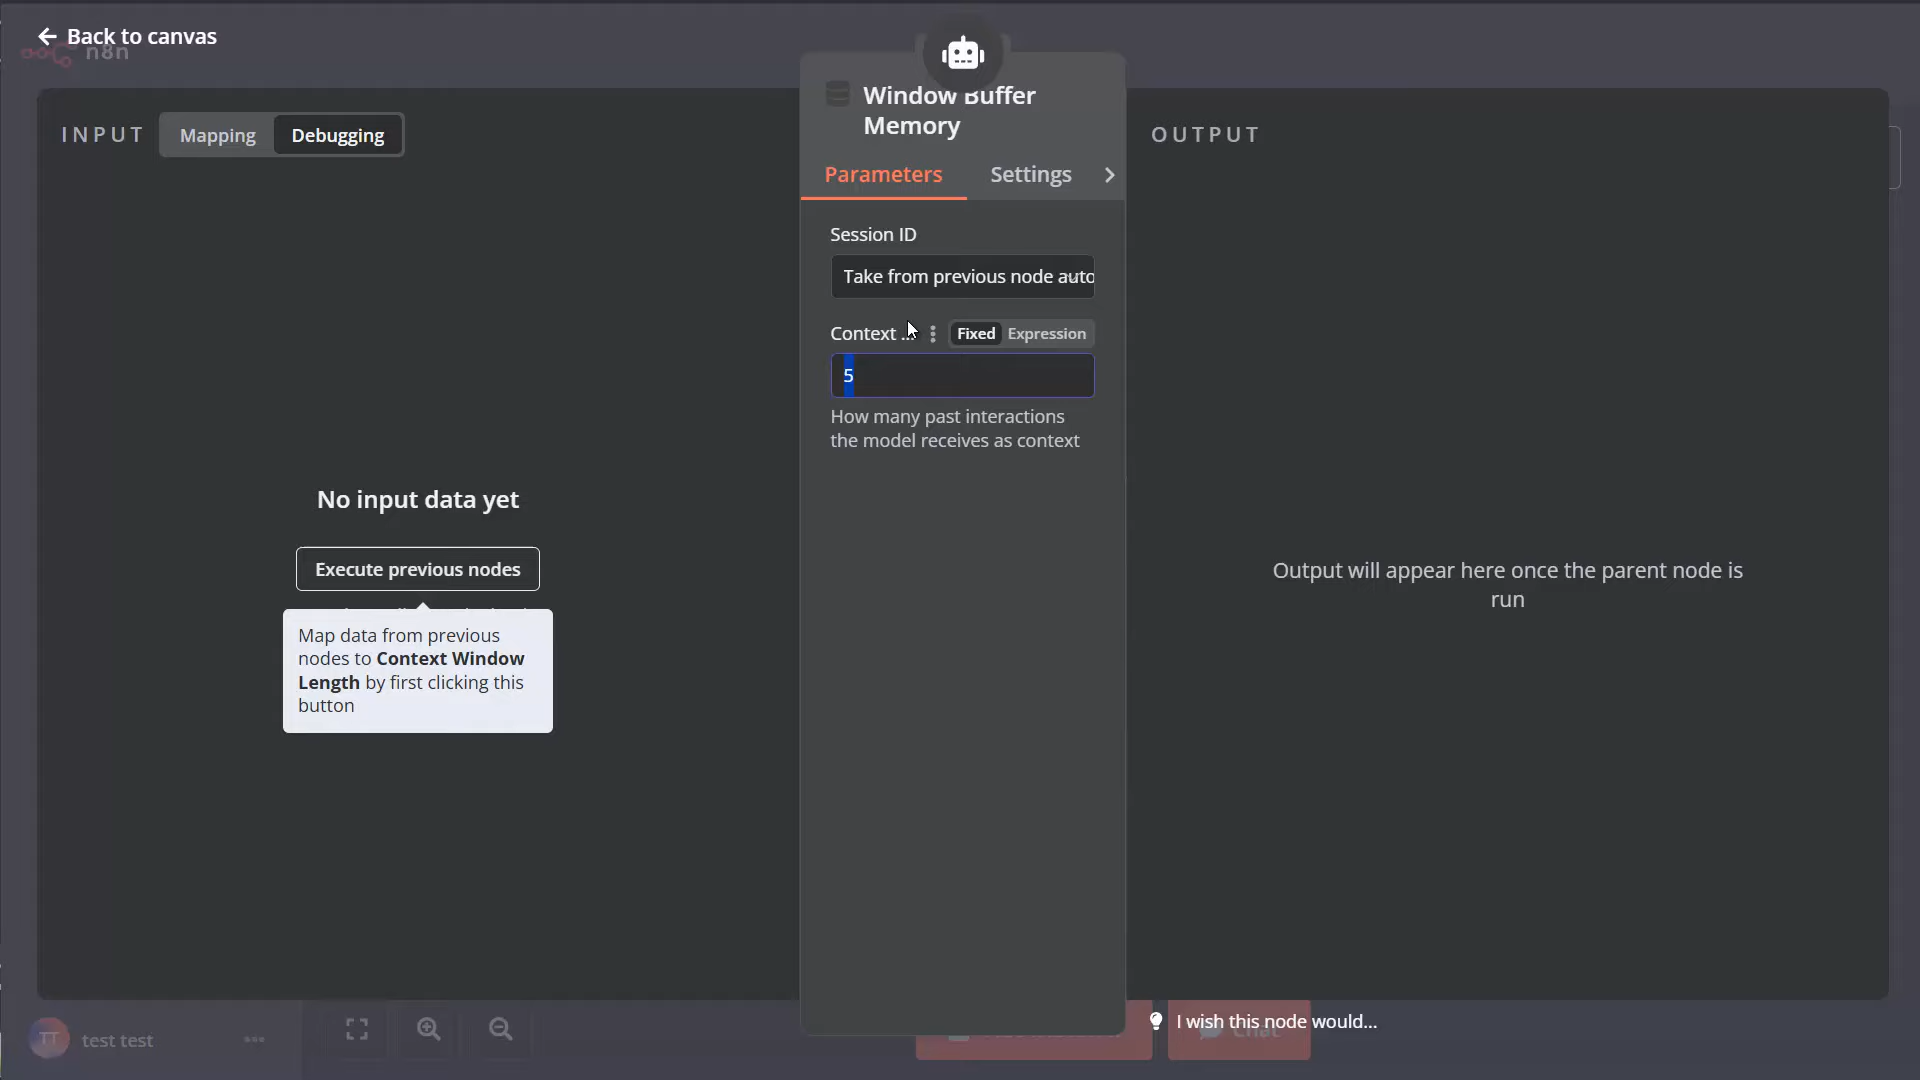 Back to canvas
n8n
INPUT
Mapping
Debugging
Window Buffer
Memory
OUTPUT
Parameters
Settings
Session ID
Take from previous node auto
Context ...
Fixed
Expression
5
How many past interactions
the model receives as context
No input data yet
Execute previous nodes
Map data from previous
nodes to Context Window
Length by first clicking this
button
Output will appear here once the parent node is
run
I wish this node would...
Chat
TT
test test